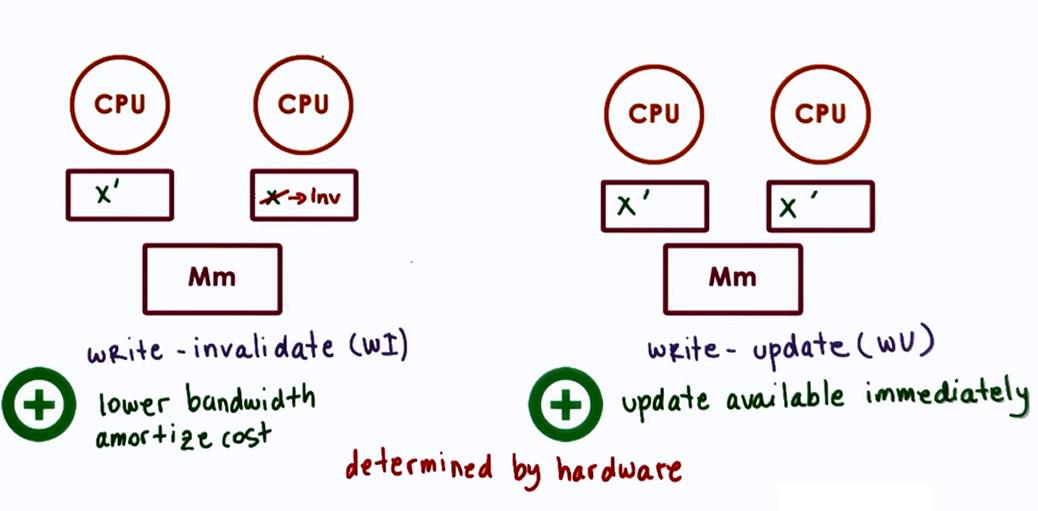 CPU
CPU
X'
x→Inv
Mm
write-invalidate (WI)
lower bandwidth
amortize cost
CPU
CPU
X'
X'
Mm
write-update (WU)
update available immediately
determined by hardware